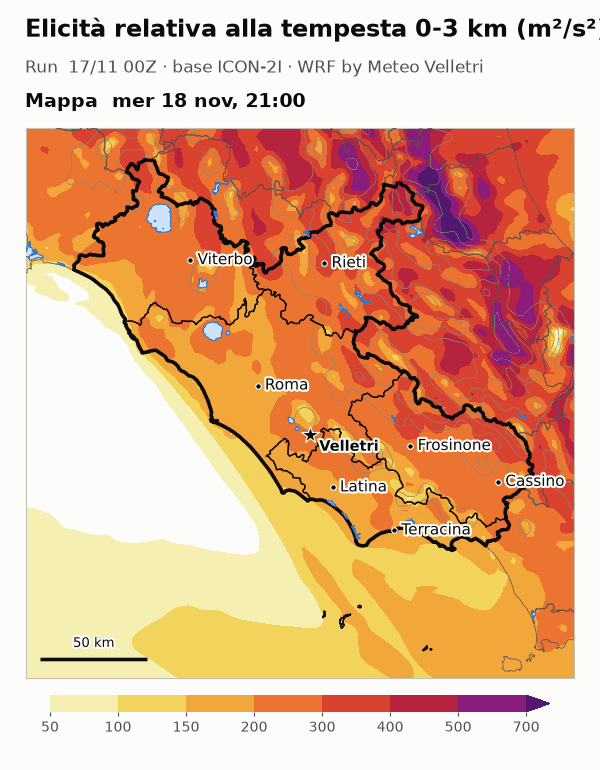 Elicità relativa alla tempesta 0-3 km (m²/s²)
Run  17/11 00Z · base ICON-2I · WRF by Meteo Velletri
Mappa  mer 18 nov, 21:00
Viterbo
Rieti
Roma
Velletri
Frosinone
Latina
Cassino
Terracina
50 km
50 100 150 200 300 400 500 700